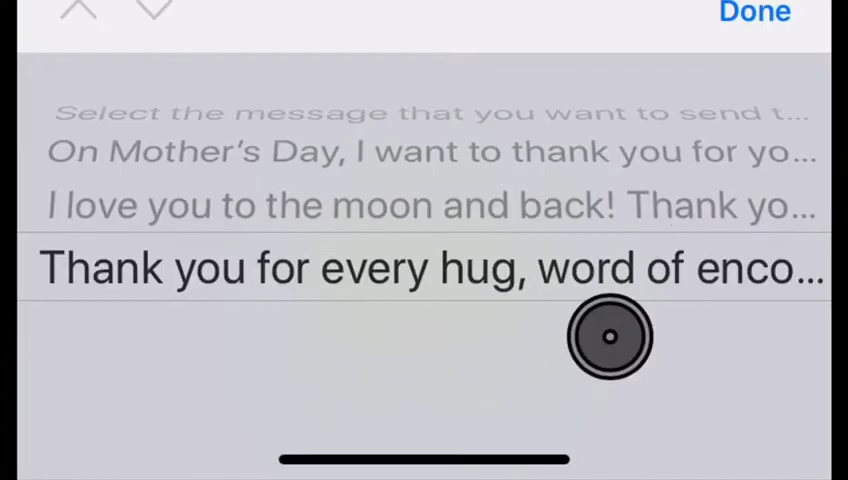 Done
Select the message that you want to send t...
On Mother's Day, I want to thank you for yo...
I love you to the moon and back! Thank yo...
Thank you for every hug, word of enco...